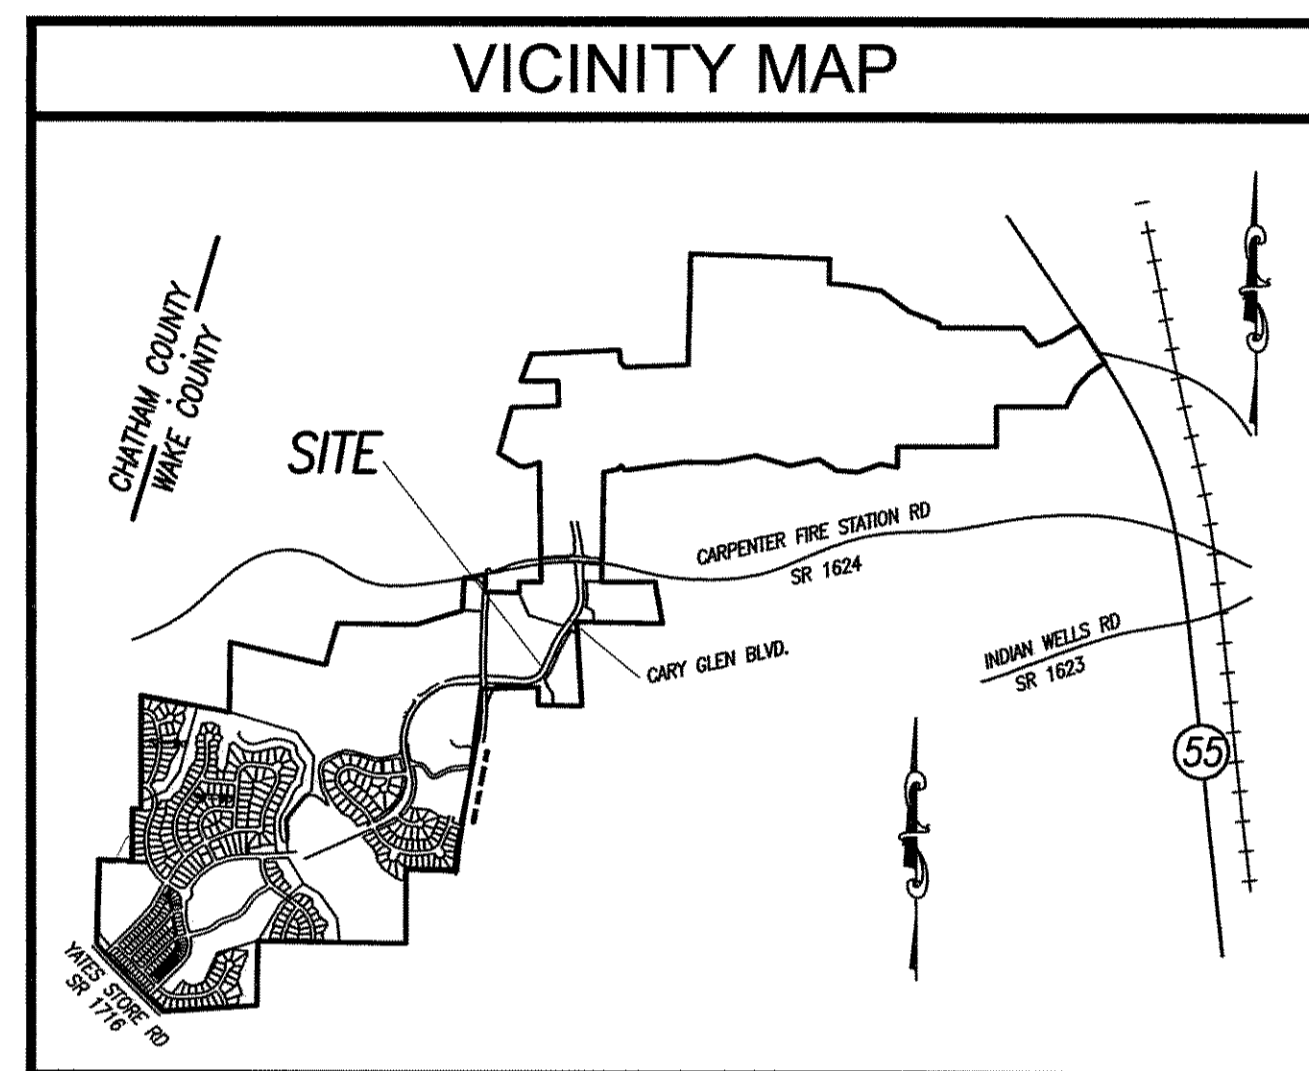 VICINITY MAP
CHATHAM COUNTY
WAKE COUNTY
SITE
CARPENTER FIRE STATION RD
SR 1624
CARY GLEN BLVD.
INDIAN WELLS RD
SR 1623
55
YATES STORE RD
SR 1716